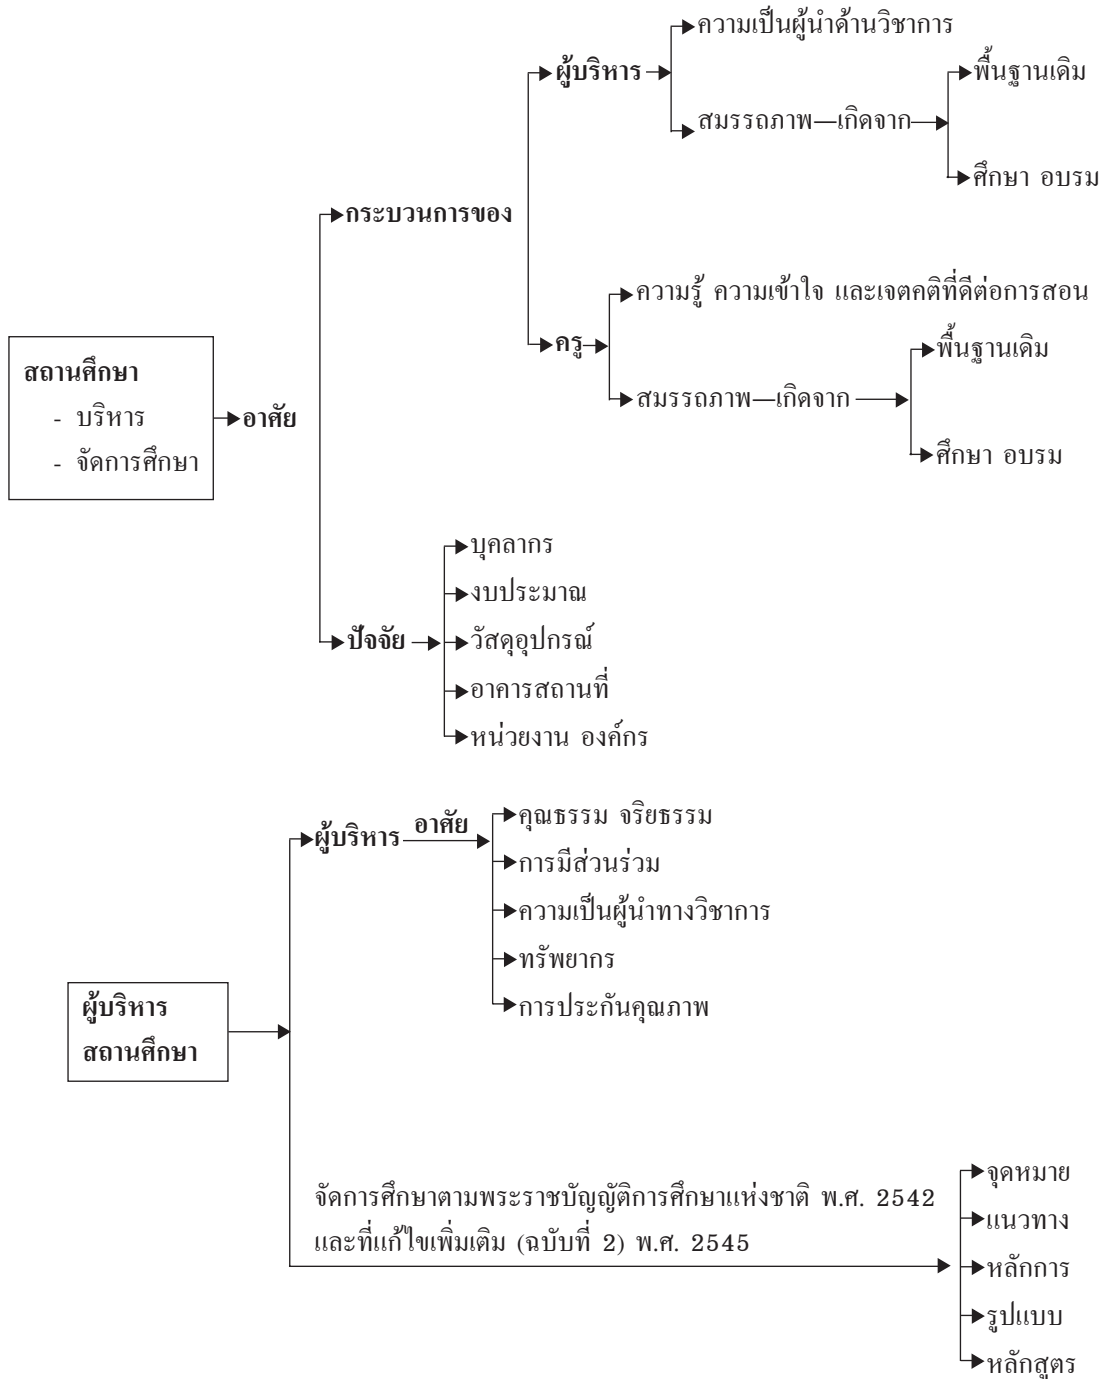 ความเป็นผู้นำด้านวิชาการ
ผู้บริหาร
พื้นฐานเดิม
สมรรถภาพ—เกิดจาก
ศึกษา อบรม
กระบวนการของ
ความรู้ ความเข้าใจ และเจตคติที่ดีต่อการสอน
ครู
พื้นฐานเดิม
สมรรถภาพ—เกิดจาก
ศึกษา อบรม
สถานศึกษา
- บริหาร
- จัดการศึกษา
อาศัย
บุคลากร
งบประมาณ
ปัจจัย
วัสดุอุปกรณ์
อาคารสถานที่
หน่วยงาน องค์กร
ผู้บริหาร
อาศัย
คุณธรรม จริยธรรม
การมีส่วนร่วม
ความเป็นผู้นำทางวิชาการ
ทรัพยากร
การประกันคุณภาพ
ผู้บริหาร
สถานศึกษา
จัดการศึกษาตามพระราชบัญญัติการศึกษาแห่งชาติ พ.ศ. 2542
และที่แก้ไขเพิ่มเติม (ฉบับที่ 2) พ.ศ. 2545
จุดหมาย
แนวทาง
หลักการ
รูปแบบ
หลักสูตร